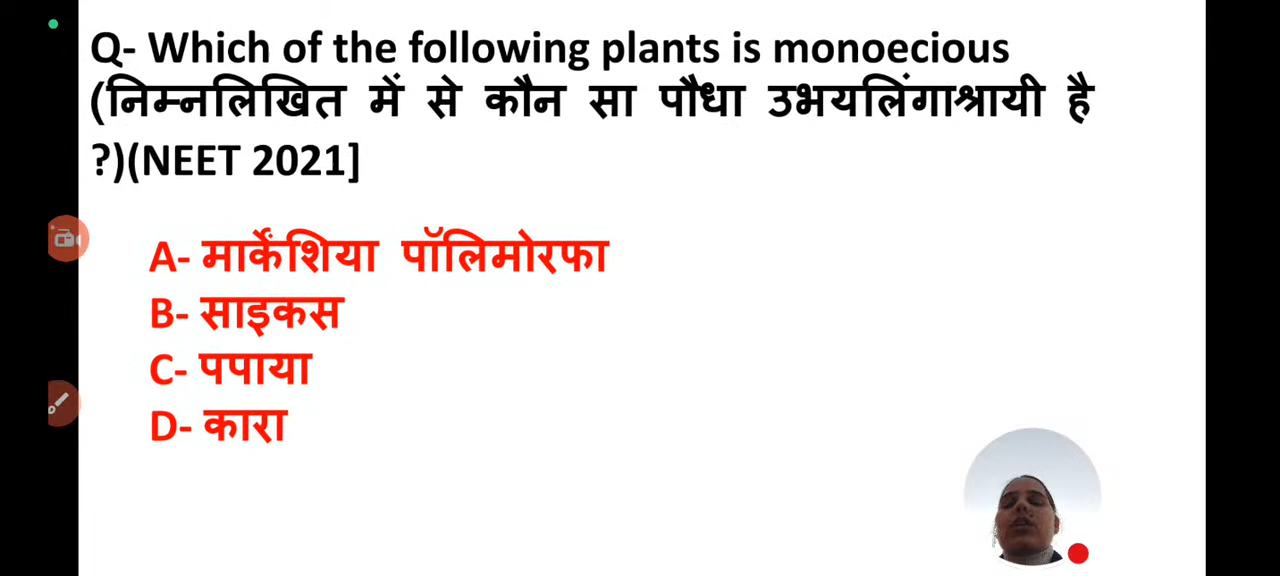 Q- Which of the following plants is monoecious
(निम्नलिखित में से कौन सा पौधा उभयलिंगाश्रायी है
?)(NEET 2021]
A- मार्केंशिया पॉलिमोरफा
B- साइकस
C- पपाया
D- कारा